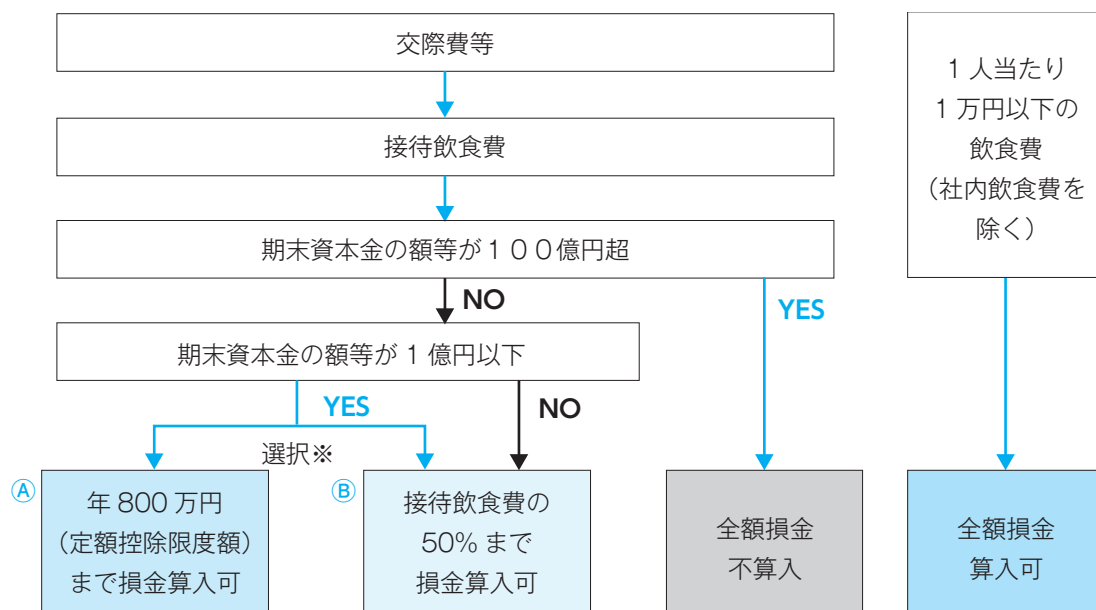 交際費等
接待飲食費
期末資本金の額等が１００億円超
NO
YES
期末資本金の額等が 1 億円以下
YES
NO
選択※
Ⓐ
年 800 万円
（定額控除限度額）
まで損金算入可
Ⓑ
接待飲食費の
50% まで
損金算入可
全額損金
不算入
1 人当たり
1 万円以下の
飲食費
（社内飲食費を
除く）
全額損金
算入可